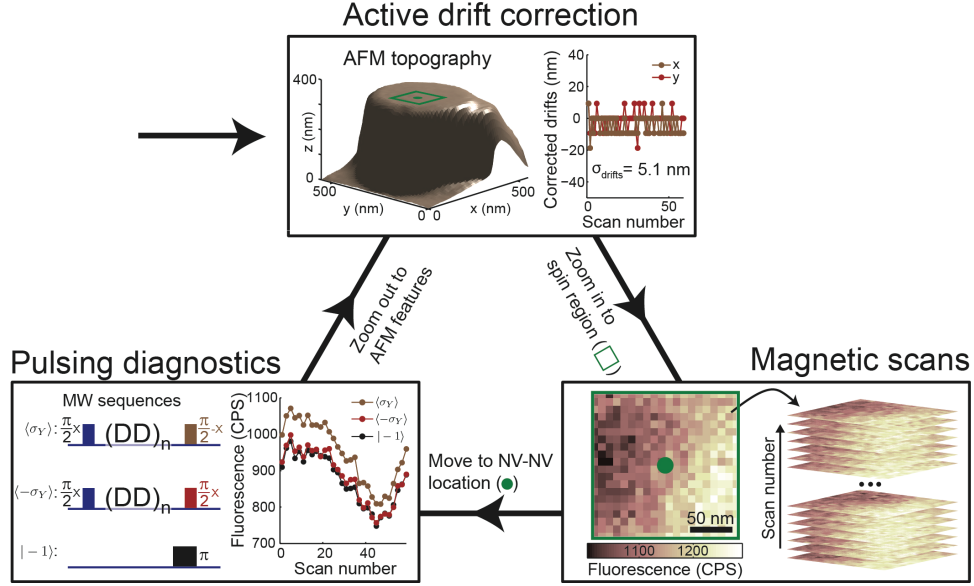 Active drift correction
AFM topography
400
200
0
z (nm)
500
y (nm)
0
0
x (nm)
500
40
20
0
−20
−40
Corrected drifts (nm)
x
y
σdrifts= 5.1 nm
0
50
Scan number
Zoom out to
AFM features
Zoom in to
spin region ( )
Pulsing diagnostics
MW sequences
⟨σY⟩: π/2 x (DD)n π/2 -x
⟨−σY⟩: π/2 x (DD)n π/2 x
|−1⟩: π
1100
1000
900
800
700
Fluorescence (CPS)
⟨σY⟩
⟨−σY⟩
|−1⟩
0
20
40
Scan number
Move to NV-NV
location ( )
Magnetic scans
50 nm
1100
1200
Fluorescence (CPS)
Scan number